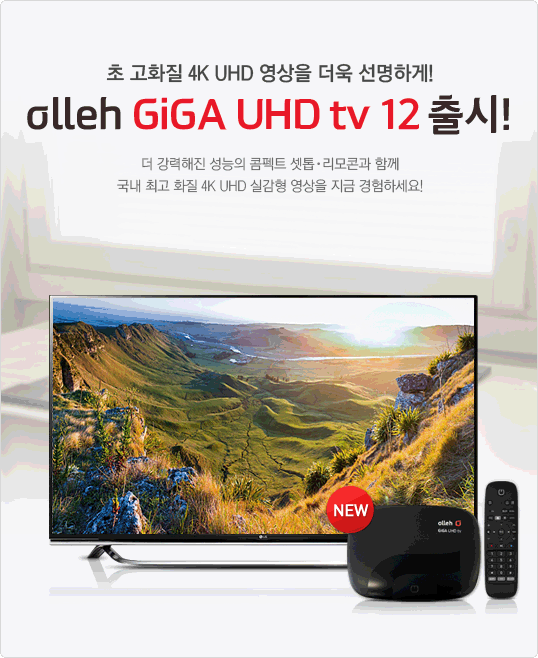 초 고화질 4K UHD 영상을 더욱 선명하게!
olleh GiGA UHD tv 12 출시!
더 강력해진 성능의 콤팩트 셋톱·리모콘과 함께
국내 최고 화질 4K UHD 실감형 영상을 지금 경험하세요!
NEW
olleh
GiGA UHD tv
LG